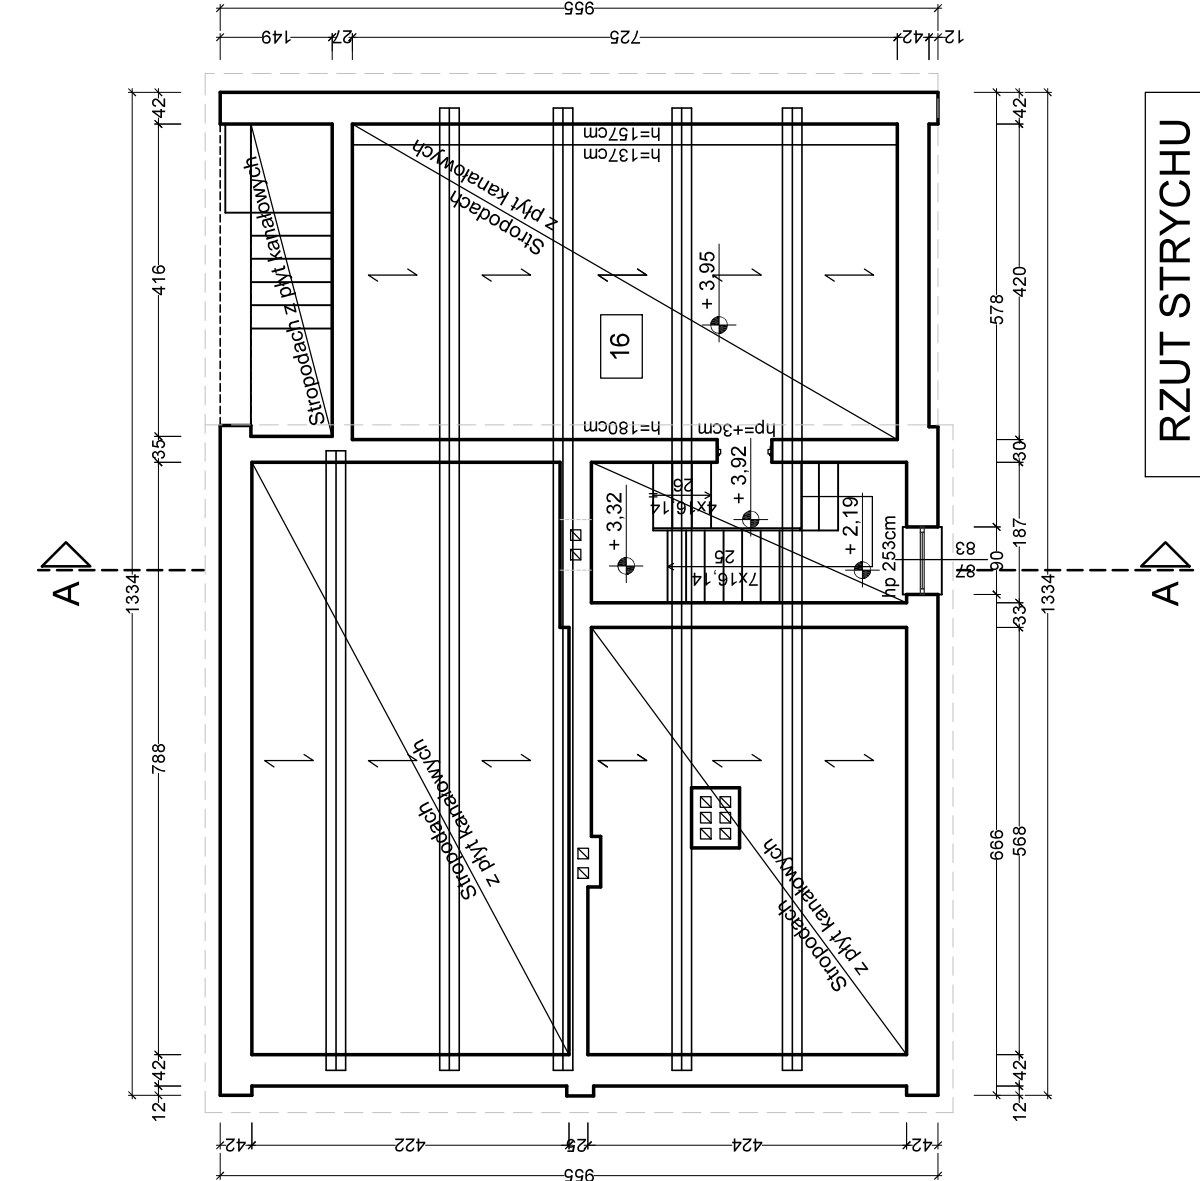 955
149
27
725
42
12
1334
42
416
35
788
42
12
Stropodach z płyt kanałowych
h=157cm
h=137cm
Stropodach
z płyt kanałowych
+ 3,95
16
h=180cm
hp=+3cm
+ 3,92
+ 3,32
+ 2,19
4x16,14
26
7x16,14
25
hp 253cm
83
87
90
A
A
Stropodach
z płyt kanałowych
Stropodach
z płyt kanałowych
578
666
42
420
30
187
33
568
42
12
1334
42
422
25
424
42
955
RZUT STRYCHU